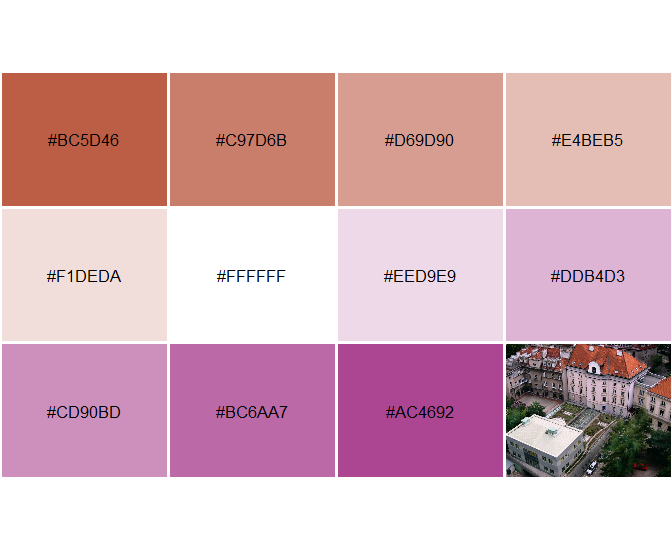 #BC5D46
#C97D6B
#D69D90
#E4BEB5
#F1DEDA
#FFFFFF
#EED9E9
#DDB4D3
#CD90BD
#BC6AA7
#AC4692